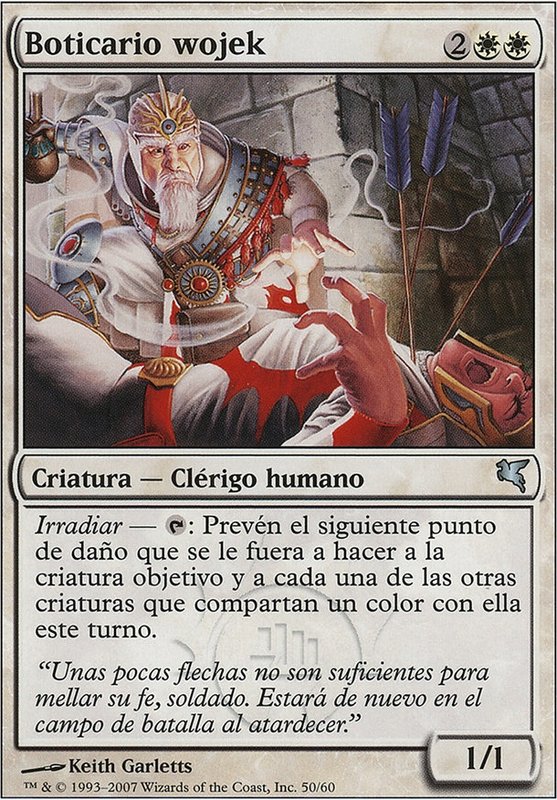 Boticario wojek 2
Criatura — Clérigo humano
Irradiar — : Prevén el siguiente punto
de daño que se le fuera a hacer a la
criatura objetivo y a cada una de las otras
criaturas que compartan un color con ella
este turno.
“Unas pocas flechas no son suficientes para
mellar su fe, soldado. Estará de nuevo en el
campo de batalla al atardecer.”
1/1
Keith Garletts
™ & © 1993–2007 Wizards of the Coast, Inc. 50/60